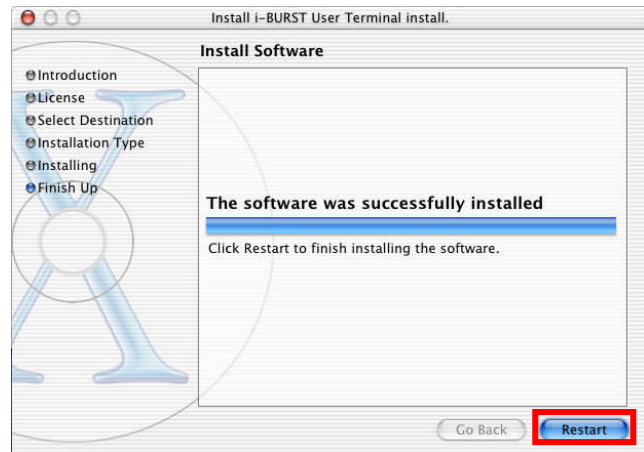 Install i-BURST User Terminal install.
Install Software
Introduction
License
Select Destination
Installation Type
Installing
Finish Up
The software was successfully installed
Click Restart to finish installing the software.
Go Back
Restart